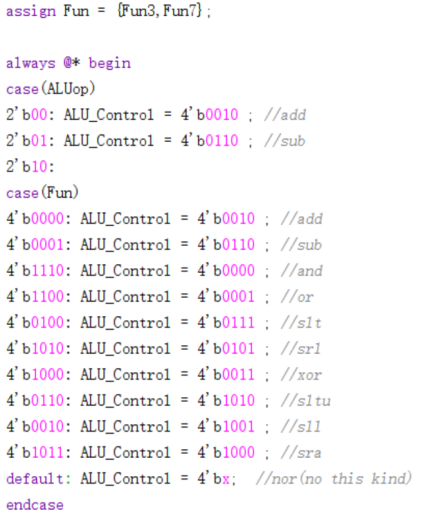 assign Fun = {Fun3,Fun7};
always @* begin
case(ALUop)
2'b00: ALU_Control = 4'b0010 ; //add
2'b01: ALU_Control = 4'b0110 ; //sub
2'b10:
case(Fun)
4'b0000: ALU_Control = 4'b0010 ; //add
4'b0001: ALU_Control = 4'b0110 ; //sub
4'b1110: ALU_Control = 4'b0000 ; //and
4'b1100: ALU_Control = 4'b0001 ; //or
4'b0100: ALU_Control = 4'b0111 ; //slt
4'b1010: ALU_Control = 4'b0101 ; //srl
4'b1000: ALU_Control = 4'b0011 ; //xor
4'b0110: ALU_Control = 4'b1010 ; //sltu
4'b0010: ALU_Control = 4'b1001 ; //sll
4'b1011: ALU_Control = 4'b1000 ; //sra
default: ALU_Control = 4'bx;  //nor(no this kind)
endcase